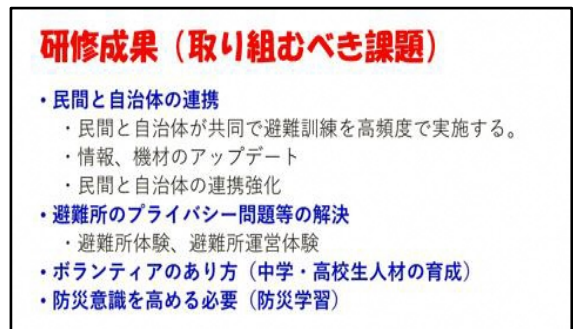 研修成果（取り組むべき課題）
・民間と自治体の連携
・民間と自治体が共同で避難訓練を高頻度で実施する。
・情報、機材のアップデート
・民間と自治体の連携強化
・避難所のプライバシー問題等の解決
・避難所体験、避難所運営体験
・ボランティアのあり方（中学・高校生人材の育成）
・防災意識を高める必要（防災学習）